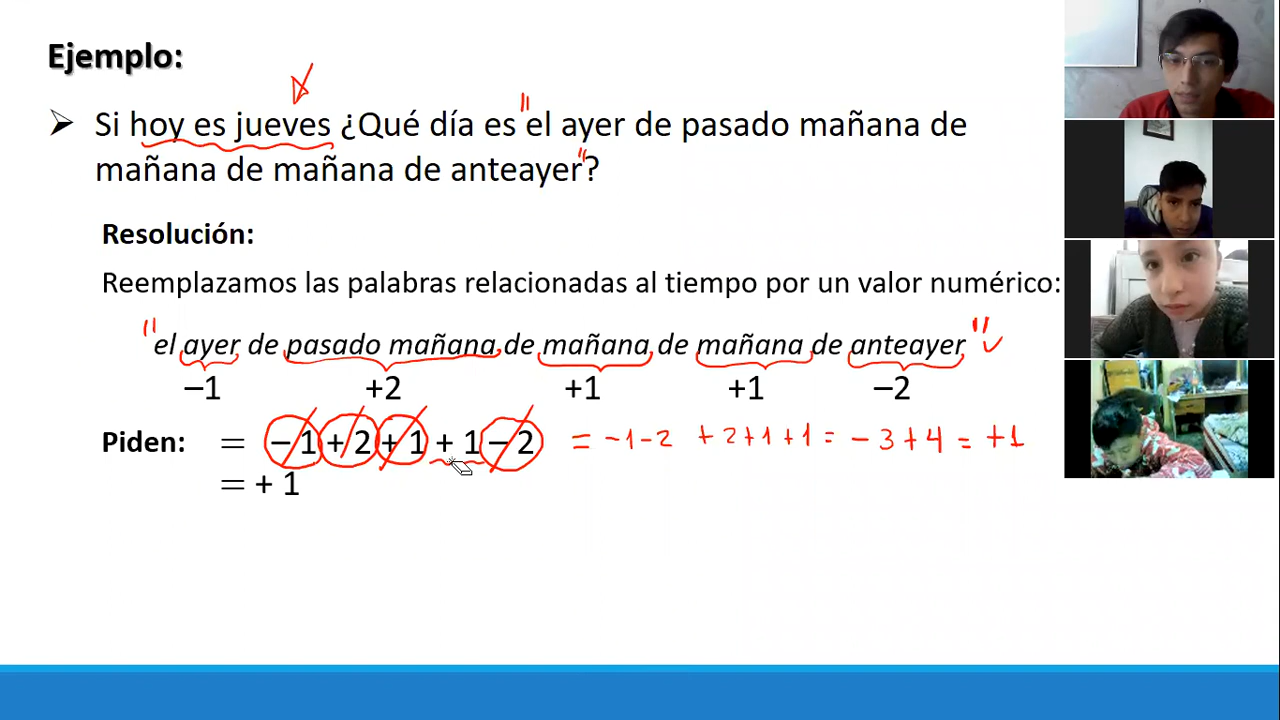 Ejemplo:
➢ Si hoy es jueves ¿Qué día es "el ayer de pasado mañana de
mañana de mañana de anteayer"?
Resolución:
Reemplazamos las palabras relacionadas al tiempo por un valor numérico:
"el ayer de pasado mañana de mañana de mañana de anteayer"
–1 +2 +1 +1 –2
Piden: = – 1 + 2 + 1 + 1 – 2 = -1-2 +2+1+1 = -3+4 = +1
= + 1